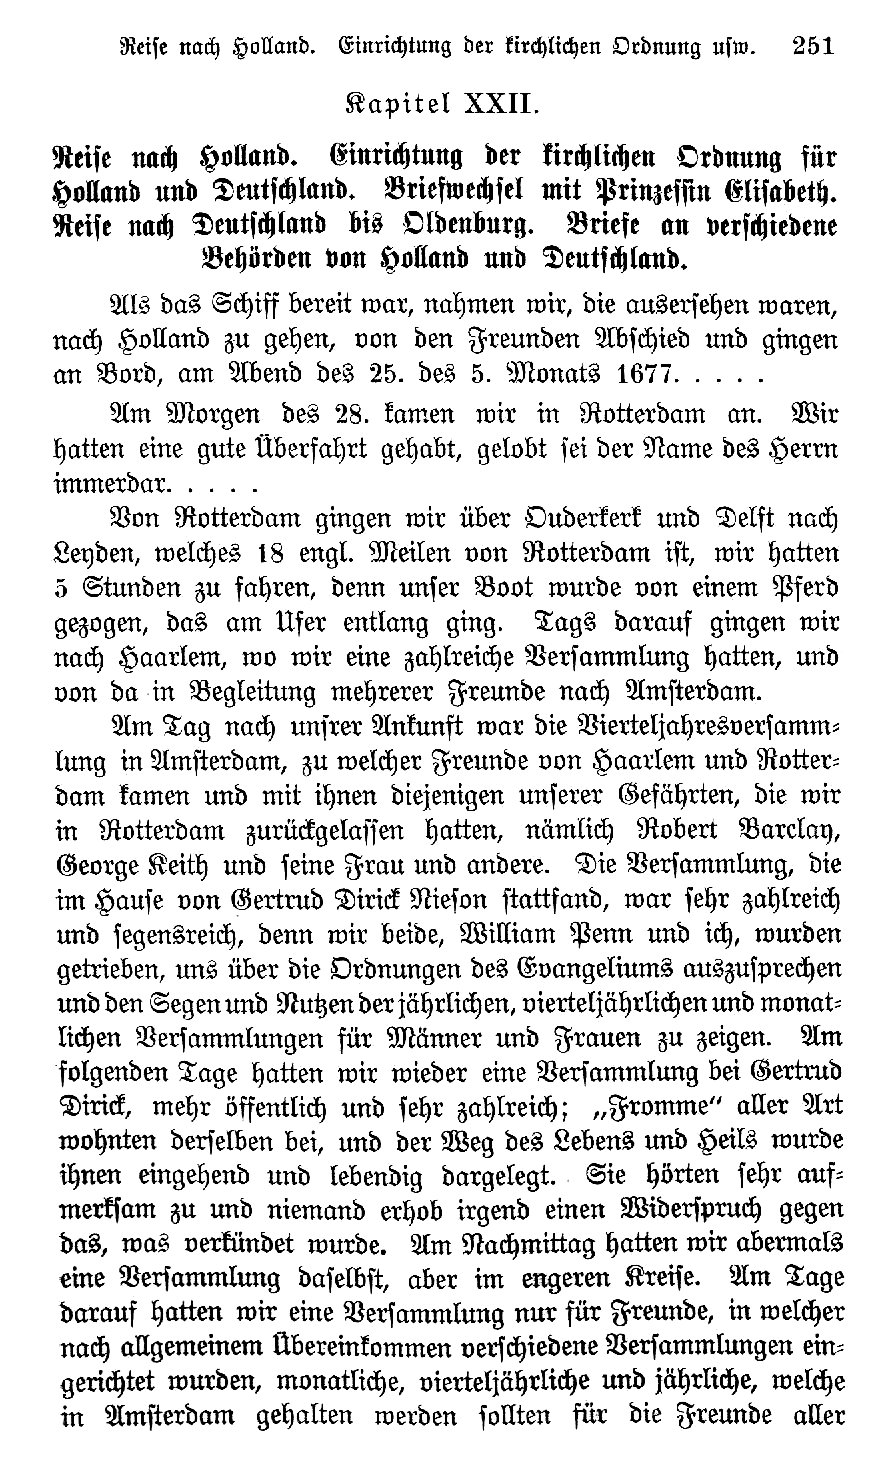 Reise nach Holland. Einrichtung der kirchlichen Ordnung usw. 251
Kapitel XXII.
Reise nach Holland. Einrichtung der kirchlichen Ordnung für
Holland und Deutschland. Briefwechsel mit Prinzessin Elisabeth.
Reise nach Deutschland bis Oldenburg. Briefe an verschiedene
Behörden von Holland und Deutschland.
Als das Schiff bereit war, nahmen wir, die ausersehen waren,
nach Holland zu gehen, von den Freunden Abschied und gingen
an Bord, am Abend des 25. des 5. Monats 1677. . . . .
Am Morgen des 28. kamen wir in Rotterdam an. Wir
hatten eine gute Überfahrt gehabt, gelobt sei der Name des Herrn
immerdar. . . . .
Von Rotterdam gingen wir über Ouderkerk und Delft nach
Leyden, welches 18 engl. Meilen von Rotterdam ist, wir hatten
5 Stunden zu fahren, denn unser Boot wurde von einem Pferd
gezogen, das am Ufer entlang ging. Tags darauf gingen wir
nach Haarlem, wo wir eine zahlreiche Versammlung hatten, und
von da in Begleitung mehrerer Freunde nach Amsterdam.
Am Tag nach unsrer Ankunft war die Vierteljahresversamm-
lung in Amsterdam, zu welcher Freunde von Haarlem und Rotter-
dam kamen und mit ihnen diejenigen unserer Gefährten, die wir
in Rotterdam zurückgelassen hatten, nämlich Robert Barclay,
George Keith und seine Frau und andere. Die Versammlung, die
im Hause von Gertrud Dirick Nieson stattfand, war sehr zahlreich
und segensreich, denn wir beide, William Penn und ich, wurden
getrieben, uns über die Ordnungen des Evangeliums auszusprechen
und den Segen und Nutzen der jährlichen, vierteljährlichen und monat-
lichen Versammlungen für Männer und Frauen zu zeigen. Am
folgenden Tage hatten wir wieder eine Versammlung bei Gertrud
Dirick, mehr öffentlich und sehr zahlreich; „Fromme“ aller Art
wohnten derselben bei, und der Weg des Lebens und Heils wurde
ihnen eingehend und lebendig dargelegt. Sie hörten sehr auf-
merksam zu und niemand erhob irgend einen Widerspruch gegen
das, was verkündet wurde. Am Nachmittag hatten wir abermals
eine Versammlung daselbst, aber im engeren Kreise. Am Tage
darauf hatten wir eine Versammlung nur für Freunde, in welcher
nach allgemeinem Übereinkommen verschiedene Versammlungen ein-
gerichtet wurden, monatliche, vierteljährliche und jährliche, welche
in Amsterdam gehalten werden sollten für die Freunde aller